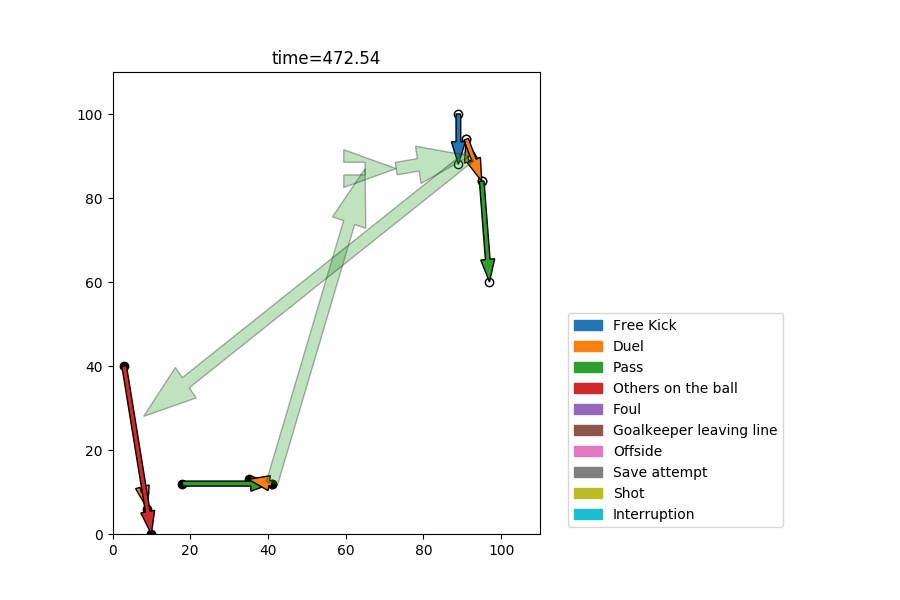 time=472.54
100
80
60
40
20
0
0
20
40
60
80
100
Free Kick
Duel
Pass
Others on the ball
Foul
Goalkeeper leaving line
Offside
Save attempt
Shot
Interruption